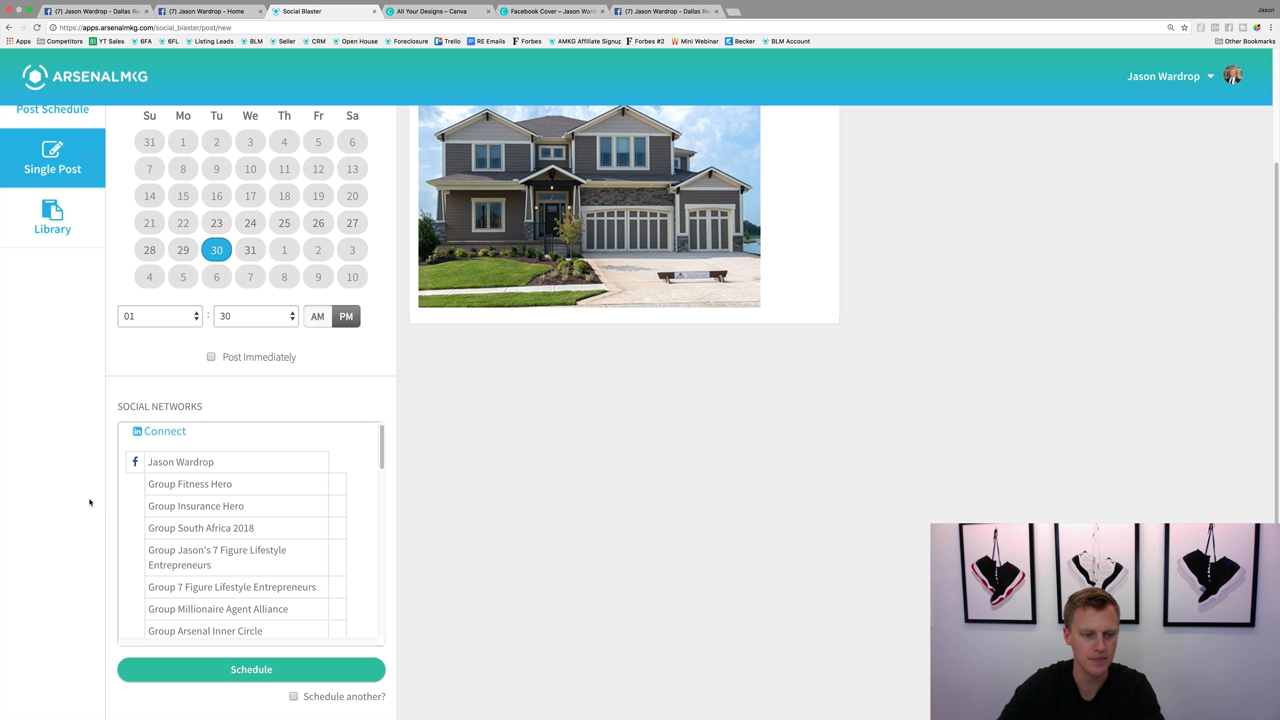 (7) Jason Wardrop - Dallas Re
(7) Jason Wardrop - Home
Social Blaster
All Your Designs – Canva
Facebook Cover – Jason Ward
(7) Jason Wardrop - Dallas Re
Jason
https://apps.arsenalmkg.com/social_blaster/post/new
Apps Competitors YT Sales 6FA 6FL Listing Leads BLM Seller CRM Open House Foreclosure Trello RE Emails Forbes AMKG Affiliate Signup Forbes #2 Mini Webinar Becker BLM Account Other Bookmarks
ARSENALMKG
Jason Wardrop
Post Schedule
Single Post
Library
Su Mo Tu We Th Fr Sa
31 1 2 3 4 5 6
7 8 9 10 11 12 13
14 15 16 17 18 19 20
21 22 23 24 25 26 27
28 29 30 31 1 2 3
4 5 6 7 8 9 10
01 : 30 AM PM
Post Immediately
SOCIAL NETWORKS
Connect
Jason Wardrop
Group Fitness Hero
Group Insurance Hero
Group South Africa 2018
Group Jason's 7 Figure Lifestyle
Entrepreneurs
Group 7 Figure Lifestyle Entrepreneurs
Group Millionaire Agent Alliance
Group Arsenal Inner Circle
Schedule
Schedule another?